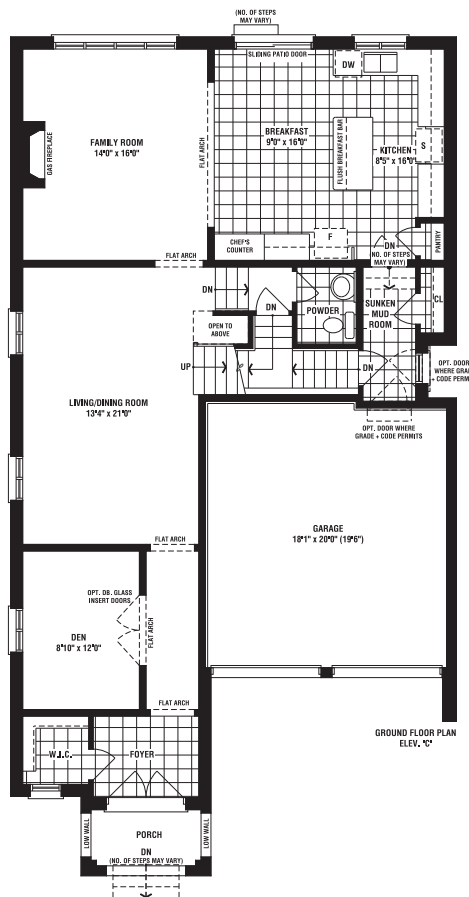 (NO. OF STEPS
MAY VARY)
SLIDING PATIO DOOR
DW
FAMILY ROOM
14'0" x 16'0"
GAS FIREPLACE
FLAT ARCH
BREAKFAST
9'0" x 16'0"
FLUSH BREAKFAST BAR
KITCHEN
8'5" x 16'0"
S
CHEF'S
COUNTER
F
DN
(NO. OF STEPS
MAY VARY)
PANTRY
FLAT ARCH
DN
DN
POWDER
SUNKEN
MUD
ROOM
CL
OPEN TO
ABOVE
UP
DN
OPT. DOOR
WHERE GRADE
+ CODE PERM
OPT. DOOR WHERE
GRADE + CODE PERMITS
LIVING/DINING ROOM
13'4" x 21'0"
GARAGE
18'1" x 20'0" (19'6")
FLAT ARCH
OPT. DB. GLASS
INSERT DOORS
DEN
8'10" x 12'0"
FLAT ARCH
FLAT ARCH
W.I.C.
FOYER
GROUND FLOOR PLAN
ELEV. "C"
LOW WALL
PORCH
LOW WALL
DN
(NO. OF STEPS MAY VARY)